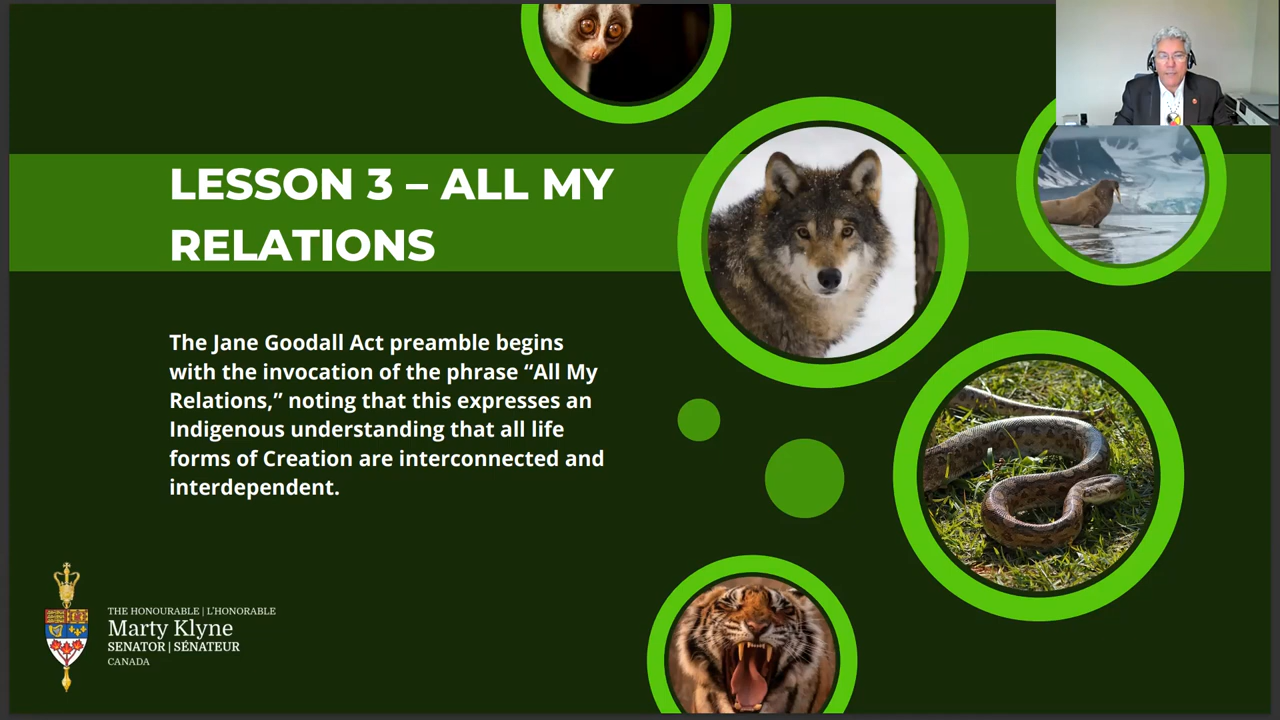 LESSON 3 – ALL MY
RELATIONS
The Jane Goodall Act preamble begins
with the invocation of the phrase “All My
Relations,” noting that this expresses an
Indigenous understanding that all life
forms of Creation are interconnected and
interdependent.
THE HONOURABLE | L'HONORABLE
Marty Klyne
SENATOR | SÉNATEUR
CANADA